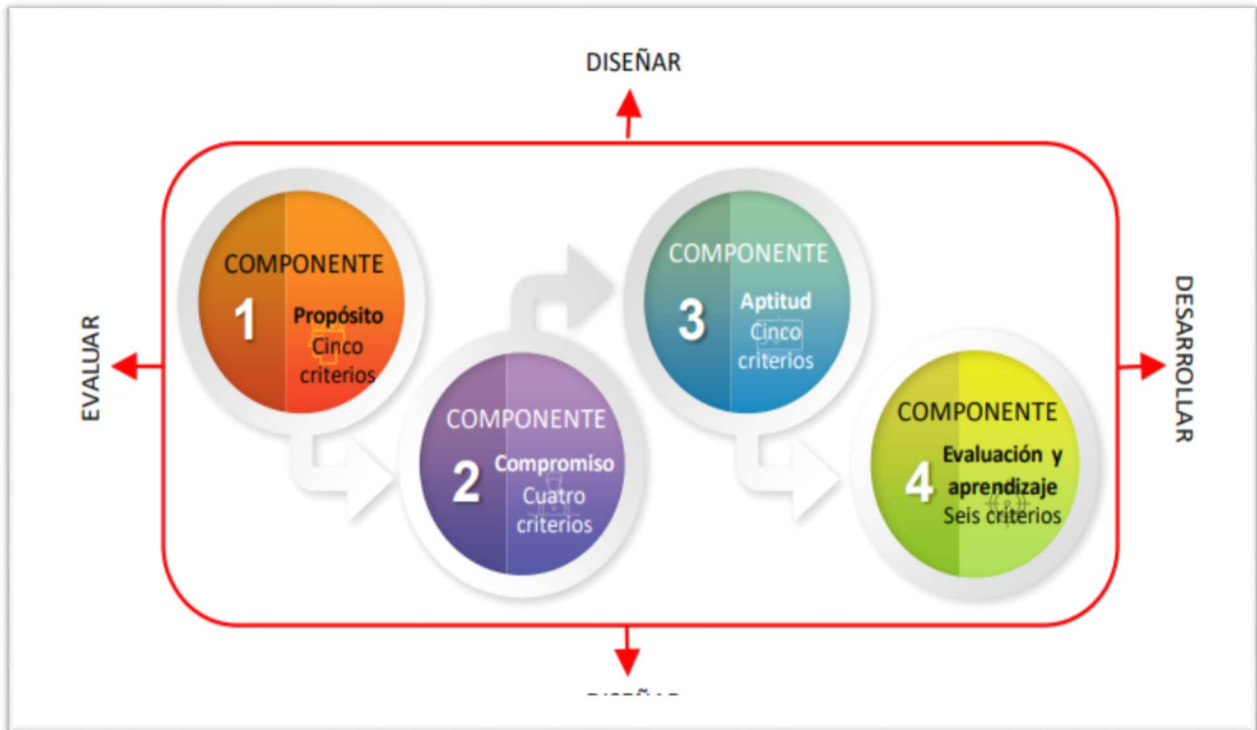 DISEÑAR
EVALUAR
COMPONENTE
1
Propósito
Cinco
criterios
COMPONENTE
2
Compromiso
Cuatro
criterios
COMPONENTE
3
Aptitud
Cinco
criterios
COMPONENTE
4
Evaluación y
aprendizaje
Seis criterios
DESARROLLAR